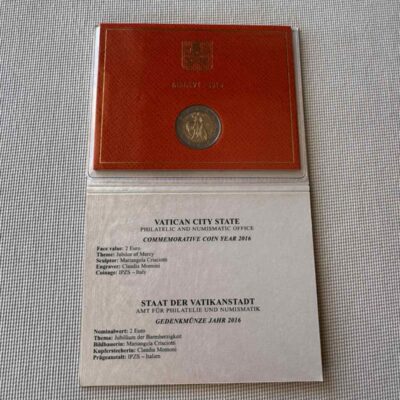 VATICAN CITY STATE
PHILATELIC AND NUMISMATIC OFFICE
COMMEMORATIVE COIN YEAR 2016
Face value: 2 Euro
Theme: Jubilee of Mercy
Sculptor: Mariangela Crisciotti
Engraver: Claudia Momoni
Coinage: IPZS – Italy
STAAT DER VATIKANSTADT
AMT FÜR PHILATELIE UND NUMISMATIK
GEDENKMÜNZE JAHR 2016
Nominalwert: 2 Euro
Thema: Jubiläum der Barmherzigkeit
Bildhauerin: Mariangela Crisciotti
Kupferstecherin: Claudia Momoni
Prägeanstalt: IPZS – Italien